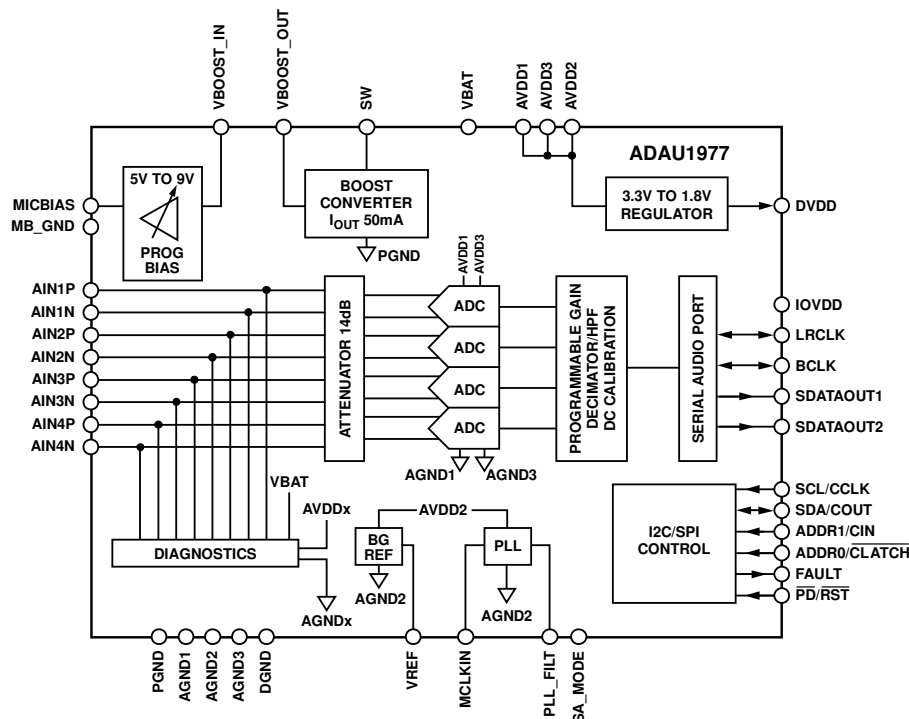 VBOOST_IN
VBOOST_OUT
SW
VBAT
AVDD1
AVDD3
AVDD2
ADAU1977
5V TO 9V
PROG
BIAS
BOOST
CONVERTER
IOUT 50mA
PGND
3.3V TO 1.8V
REGULATOR
MICBIAS
MB_GND
DVDD
AIN1P
AIN1N
AIN2P
AIN2N
AIN3P
AIN3N
AIN4P
AIN4N
ATTENUATOR 14dB
AVDD1
AVDD3
ADC
ADC
ADC
ADC
AGND1
AGND3
PROGRAMMABLE GAIN
DECIMATOR/HPF
DC CALIBRATION
SERIAL AUDIO PORT
IOVDD
LRCLK
BCLK
SDATAOUT1
SDATAOUT2
VBAT
AVDDx
DIAGNOSTICS
AGNDx
AVDD2
BG
REF
AGND2
PLL
AGND2
I2C/SPI
CONTROL
SCL/CCLK
SDA/COUT
ADDR1/CIN
ADDR0/CLATCH
FAULT
PD/RST
PGND
AGND1
AGND2
AGND3
DGND
VREF
MCLKIN
PLL_FILT
SA_MODE